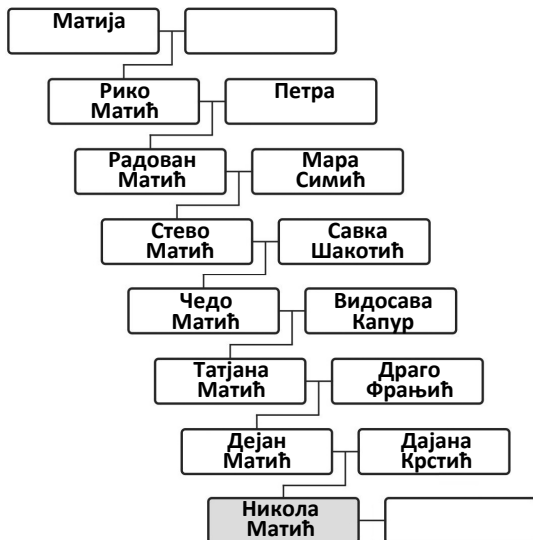 Матија
Рико
Матић
Петра
Радован
Матић
Мара
Симић
Стево
Матић
Савка
Шакотић
Чедо
Матић
Видосава
Капур
Татјана
Матић
Драго
Фрањић
Дејан
Матић
Дајана
Крстић
Никола
Матић